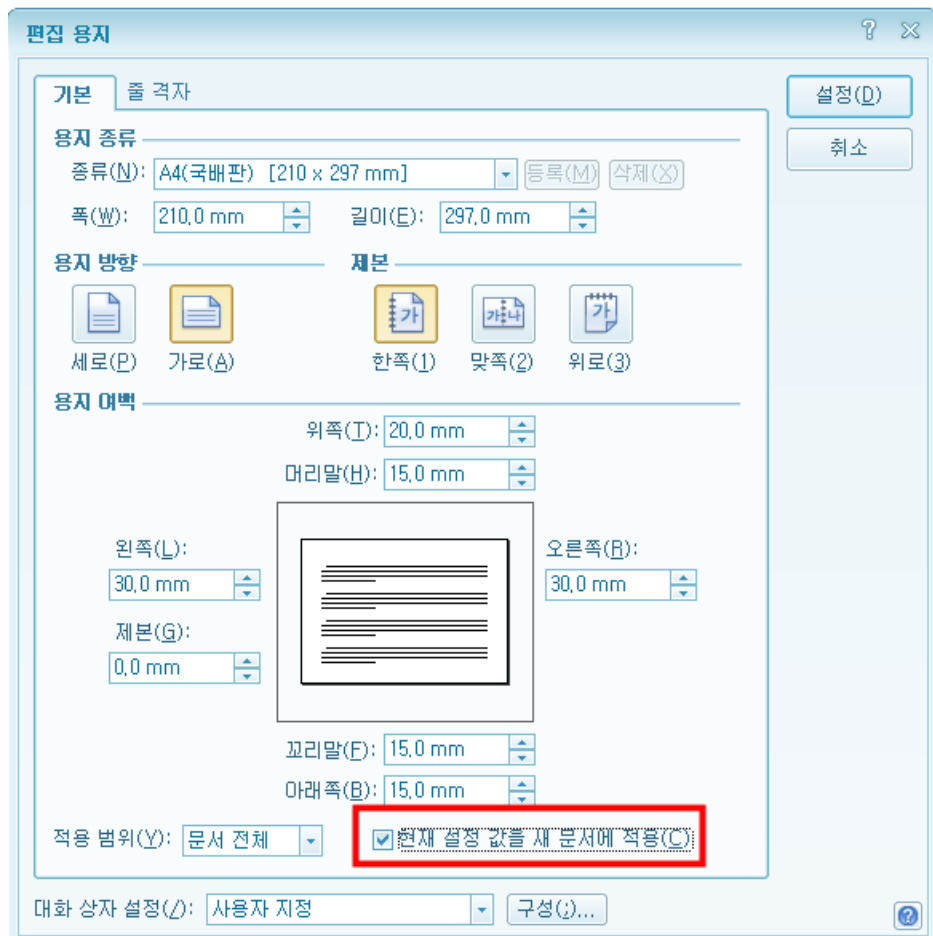 편집 용지
기본 줄 격자 설정(D)
취소
용지 종류
종류(N): A4(국배판) [210 x 297 mm] 등록(M) 삭제(X)
폭(W): 210,0 mm 길이(E): 297,0 mm
용지 방향 제본
가 가나 가
세로(P) 가로(A) 한쪽(1) 맞쪽(2) 위로(3)
용지 여백
위쪽(T): 20,0 mm
머리말(H): 15,0 mm
왼쪽(L): 오른쪽(R):
30,0 mm 30,0 mm
제본(G):
0,0 mm
꼬리말(F): 15,0 mm
아래쪽(B): 15,0 mm
적용 범위(Y): 문서 전체 현재 설정 값을 새 문서에 적용(C)
대화 상자 설정(/): 사용자 지정 구성(;)...